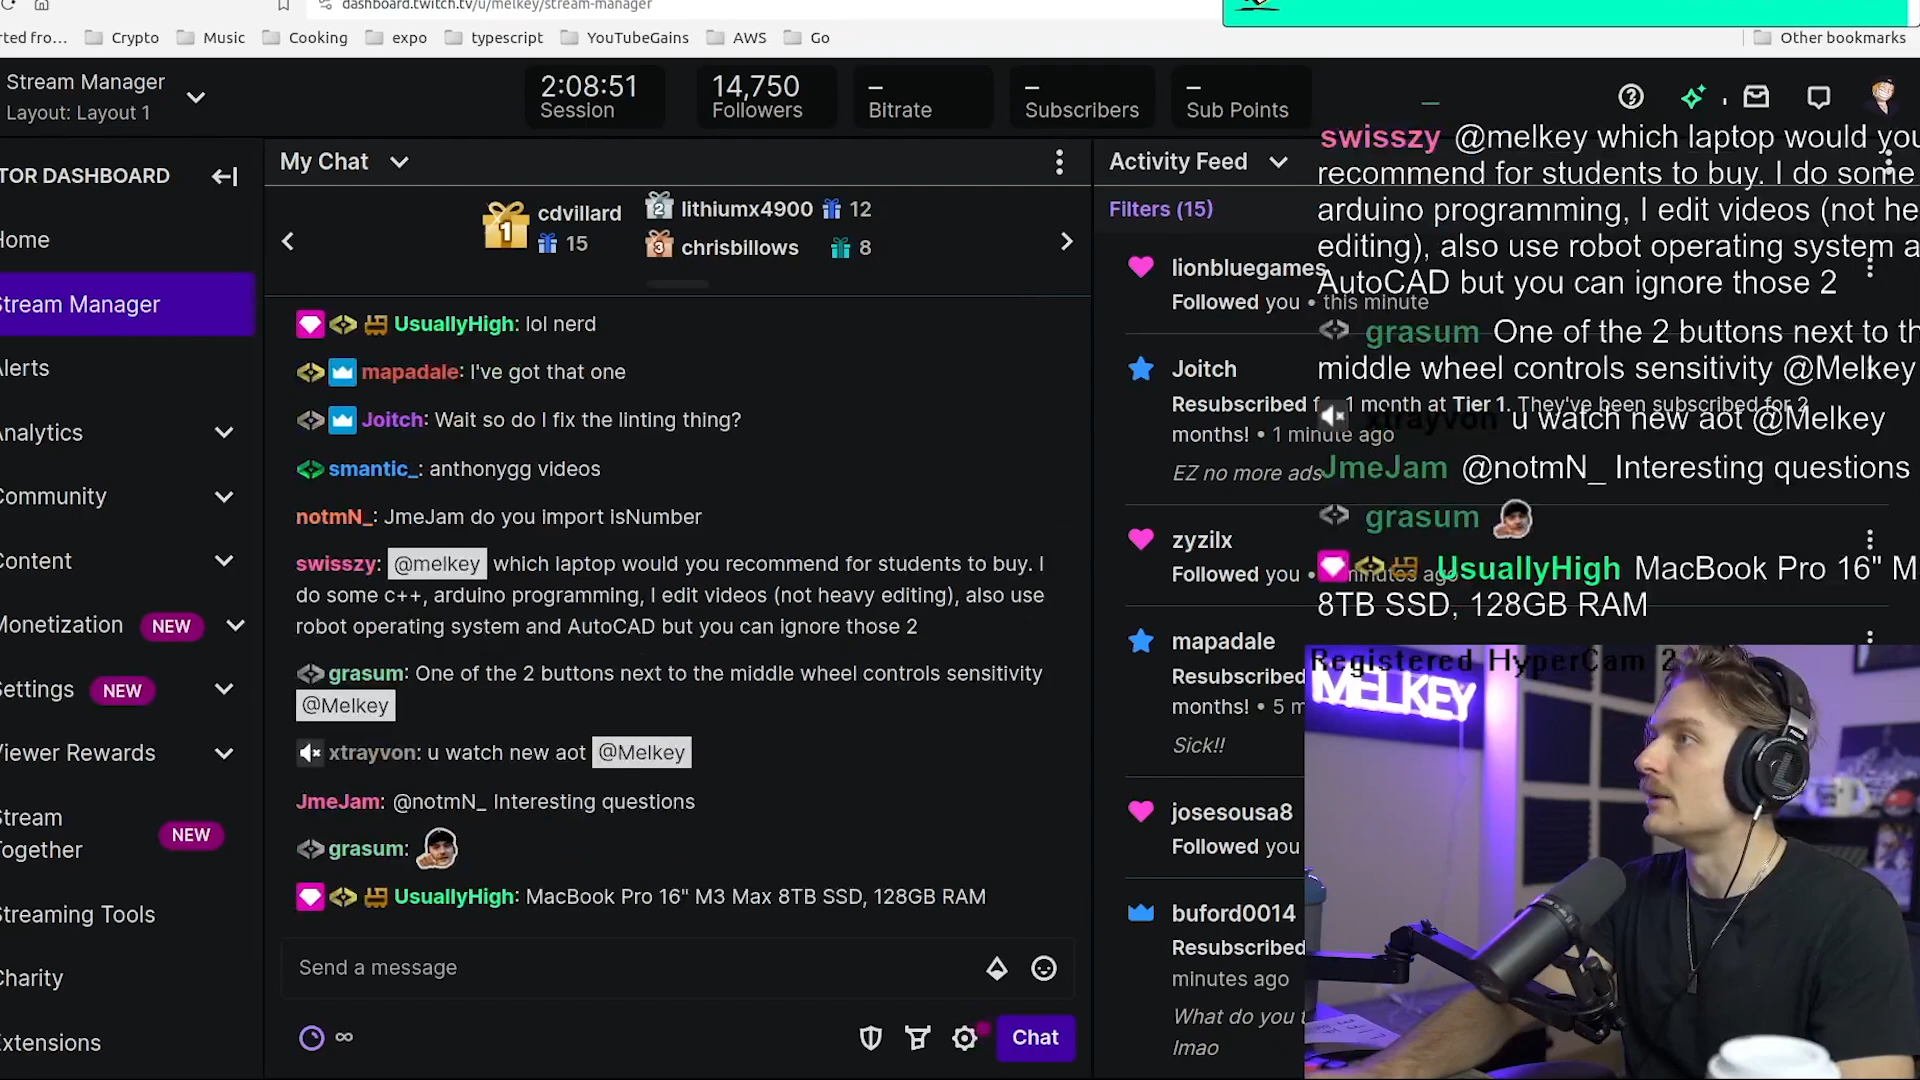 dashboard.twitch.tv/u/melkey/stream-manager
rted fro...
Crypto
Music
Cooking
expo
typescript
YouTubeGains
AWS
Go
Other bookmarks
Stream Manager
Layout: Layout 1
2:08:51
Session
14,750
Followers
–
Bitrate
–
Subscribers
–
Sub Points
TOR DASHBOARD
Home
Stream Manager
Alerts
Analytics
Community
Content
Monetization NEW
Settings NEW
Viewer Rewards
Stream
Together
NEW
Streaming Tools
Charity
Extensions
My Chat
1
cdvillard
15
2
lithiumx4900
12
3
chrisbillows
8
UsuallyHigh: lol nerd
mapadale: I've got that one
Joitch: Wait so do I fix the linting thing?
smantic_: anthonygg videos
notmN_: JmeJam do you import isNumber
swisszy: @melkey which laptop would you recommend for students to buy. I
do some c++, arduino programming, I edit videos (not heavy editing), also use
robot operating system and AutoCAD but you can ignore those 2
grasum: One of the 2 buttons next to the middle wheel controls sensitivity
@Melkey
xtrayvon: u watch new aot @Melkey
JmeJam: @notmN_ Interesting questions
grasum:
UsuallyHigh: MacBook Pro 16" M3 Max 8TB SSD, 128GB RAM
Send a message
∞
Chat
Activity Feed
Filters (15)
lionbluegames
Followed you • this minute
Joitch
Resubscribed f 1 month at Tier 1. They've been subscribed for 2
months! • 1 minute ago
EZ no more ads
zyzilx
Followed you • minutes ago
mapadale
Resubscribed
months! • 5 m
Sick!!
josesousa8
Followed you
buford0014
Resubscribed
minutes ago
What do you t
lmao
swisszy @melkey which laptop would you
recommend for students to buy. I do some
arduino programming, I edit videos (not he
editing), also use robot operating system a
AutoCAD but you can ignore those 2
grasum One of the 2 buttons next to th
middle wheel controls sensitivity @Melkey
xtrayvon u watch new aot @Melkey
JmeJam @notmN_ Interesting questions
grasum
UsuallyHigh MacBook Pro 16" M
8TB SSD, 128GB RAM
Registered HyperCam 2
MELKEY